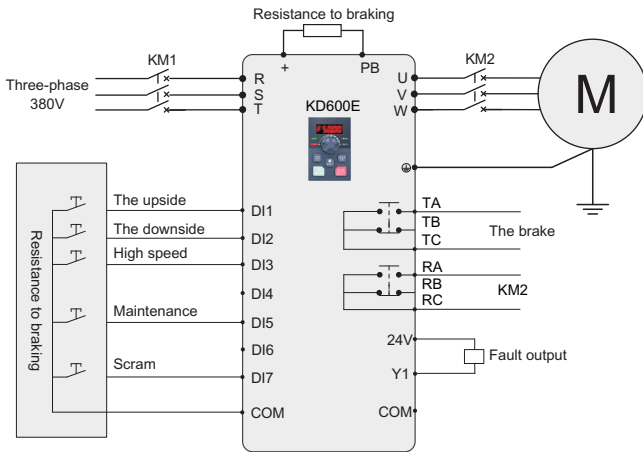 Resistance to braking
+ PB
KM1
KM2
Three-phase
380V
R
S
T
U
V
W
M
KD600E
The upside
The downside
High speed
Maintenance
Scram
Resistance to braking
DI1
DI2
DI3
DI4
DI5
DI6
DI7
COM
TA
TB
TC
The brake
RA
RB
RC
KM2
24V
Y1
Fault output
COM